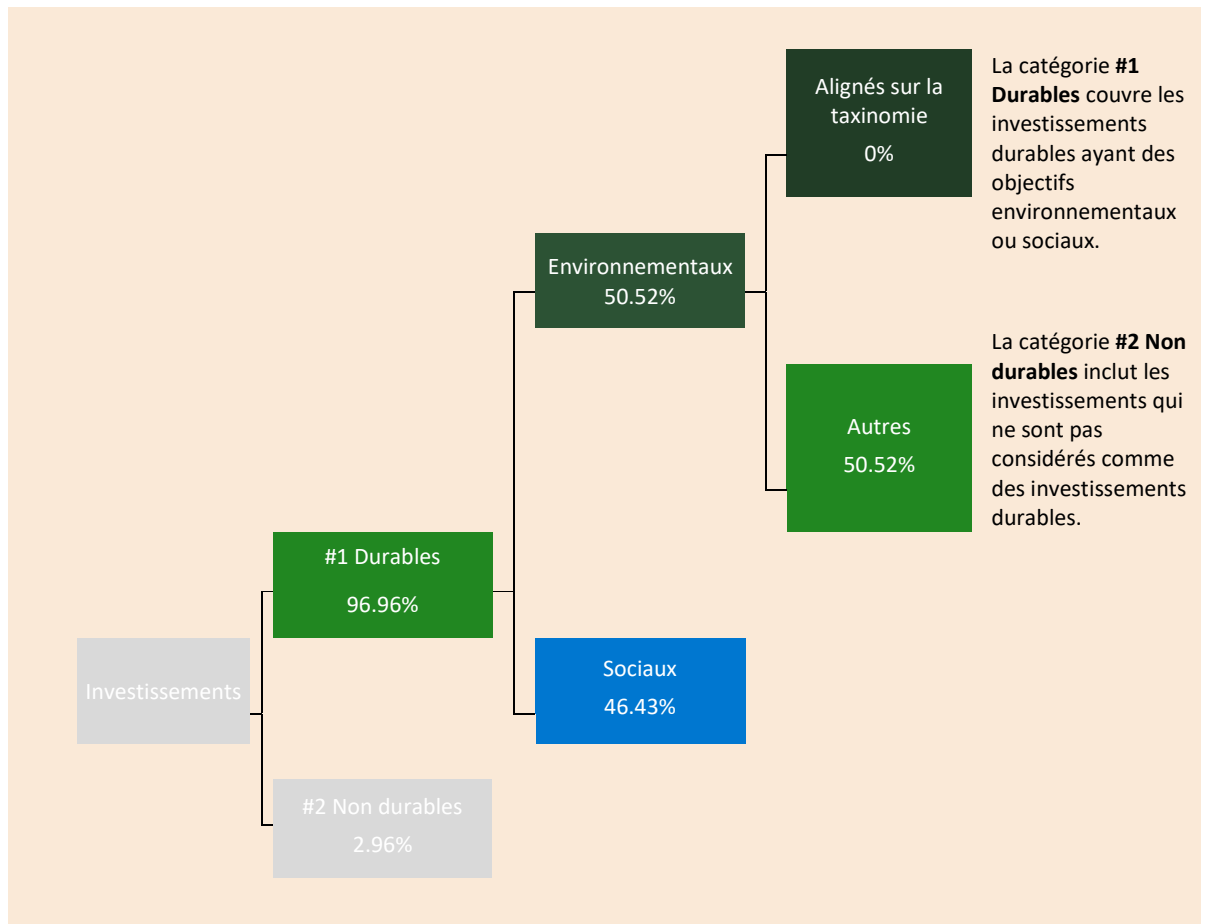 Alignés sur la
taxinomie
0%
La catégorie #1
Durables couvre les
investissements
durables ayant des
objectifs
environnementaux
ou sociaux.
Environnementaux
50.52%
La catégorie #2 Non
durables inclut les
investissements qui
ne sont pas
considérés comme
des investissements
durables.
Autres
50.52%
#1 Durables
96.96%
Sociaux
46.43%
Investissements
#2 Non durables
2.96%